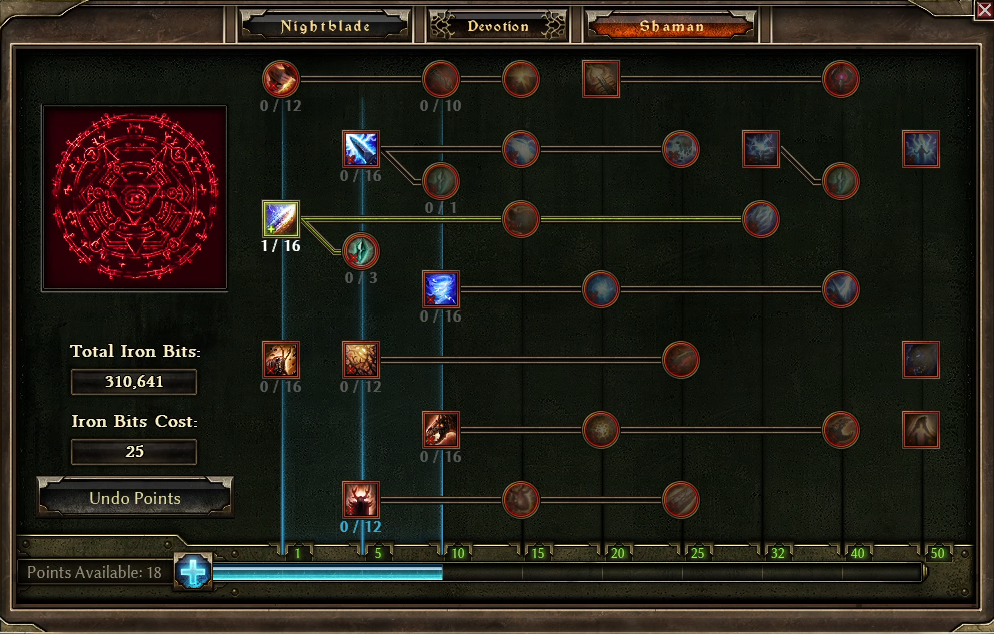 Nightblade
Devotion
Shaman
0 / 12
0 / 10
0 / 16
0 / 1
1 / 16
0 / 3
0 / 16
0 / 16
0 / 12
0 / 16
0 / 12
Total Iron Bits:
310,641
Iron Bits Cost:
25
Undo Points
1
5
10
15
20
25
32
40
50
Points Available: 18